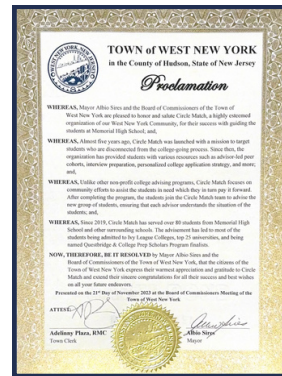 TOWN of WEST NEW YORK
in the County of Hudson, State of New Jersey
Proclamation
WHEREAS, Mayor Albio Sires and the Board of Commissioners of the Town of
West New York are pleased to honor and salute Circle Match, a highly esteemed
organization of our West New York Community, for their success with guiding the
students at Memorial High School; and,
WHEREAS, Almost five years ago, Circle Match was launched with a mission to target
students who are disconnected from the college-going process. Since then, the
organization has provided students with various resources such as advisor-led peer
cohorts, interview preparation, personalized college application strategy, and more;
and,
WHEREAS, Unlike other non-profit college advising programs, Circle Match focuses on
community efforts to assist the students in need which they in turn pay it forward.
After completing the program, the students join the Circle Match team to advise the
new group of students, ensuring that each advisor understands the situation of the
students; and,
WHEREAS, Since 2019, Circle Match has served over 80 students from Memorial High
School and other surrounding schools. The advisement has led to most of the
students being admitted to Ivy League Colleges, top 25 universities, and being
named Questbridge & College Prep Scholars Program finalists.
NOW, THEREFORE, BE IT RESOLVED by Mayor Albio Sires and the
Board of Commissioners of the Town of West New York, that the citizens of the
Town of West New York express their warmest appreciation and gratitude to Circle
Match and extend their sincere congratulations for all their success and best wishes
on all your future endeavors.
Presented on the 21st Day of November 2023 at the Board of Commissioners Meeting of the
Town of West New York
ATTEST:
Adelinny Plaza, RMC
Town Clerk
Albio Sires
Mayor